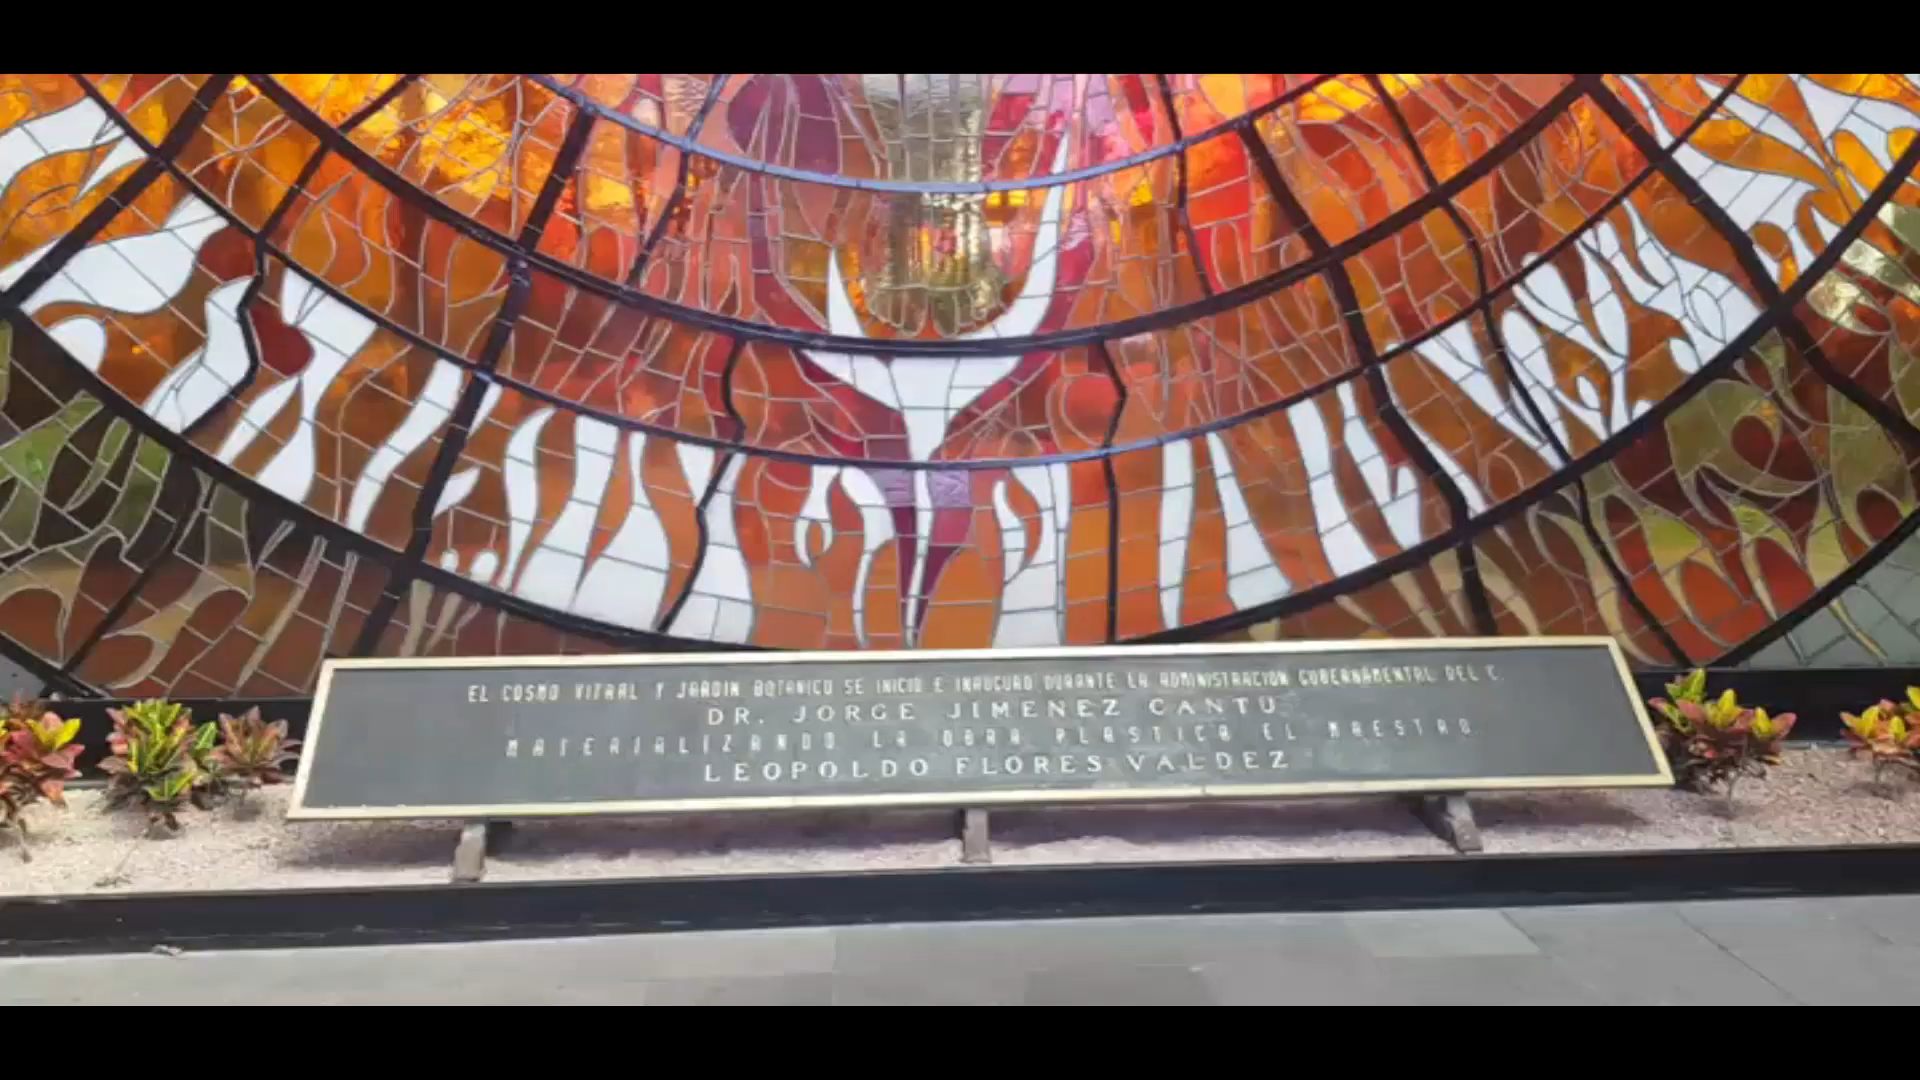 EL COSMO VITRAL Y JARDIN BOTANICO SE INICIO E INAUGURO DURANTE LA ADMINISTRACION GUBERNAMENTAL DEL C.
DR. JORGE JIMENEZ CANTU
MATERIALIZANDO LA OBRA PLASTICA EL MAESTRO
LEOPOLDO FLORES VALDEZ